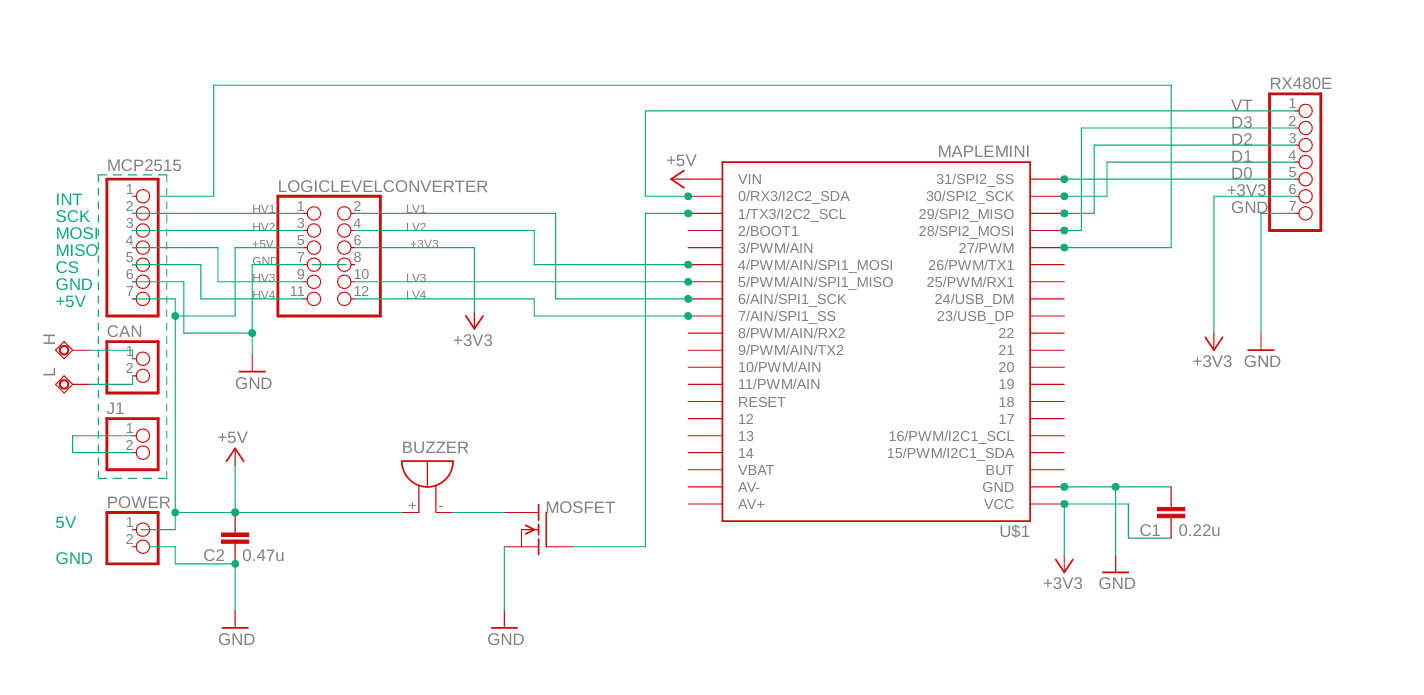 RX480E
VT 1
D3 2
D2 3
D1 4
D0 5
+3V3 6
GND 7
+3V3
GND
MCP2515
INT 1
SCK 2
MOSI 3
MISO 4
CS 5
GND 6
+5V 7
LOGICLEVELCONVERTER
HV1 1 2 LV1
HV2 3 4 LV2
+5V 5 6 +3V3
GND 7 8
HV3 9 10 LV3
HV4 11 12 LV4
+3V3
GND
CAN
H 1
L 2
J1
1
2
POWER
5V 1
GND 2
+5V
C2 0.47u
GND
BUZZER
+ -
MOSFET
GND
MAPLEMINI
+5V
VIN 31/SPI2_SS
0/RX3/I2C2_SDA 30/SPI2_SCK
1/TX3/I2C2_SCL 29/SPI2_MISO
2/BOOT1 28/SPI2_MOSI
3/PWM/AIN 27/PWM
4/PWM/AIN/SPI1_MOSI 26/PWM/TX1
5/PWM/AIN/SPI1_MISO 25/PWM/RX1
6/AIN/SPI1_SCK 24/USB_DM
7/AIN/SPI1_SS 23/USB_DP
8/PWM/AIN/RX2 22
9/PWM/AIN/TX2 21
10/PWM/AIN 20
11/PWM/AIN 19
RESET 18
12 17
13 16/PWM/I2C1_SCL
14 15/PWM/I2C1_SDA
VBAT BUT
AV- GND
AV+ VCC
U$1
C1 0.22u
+3V3
GND